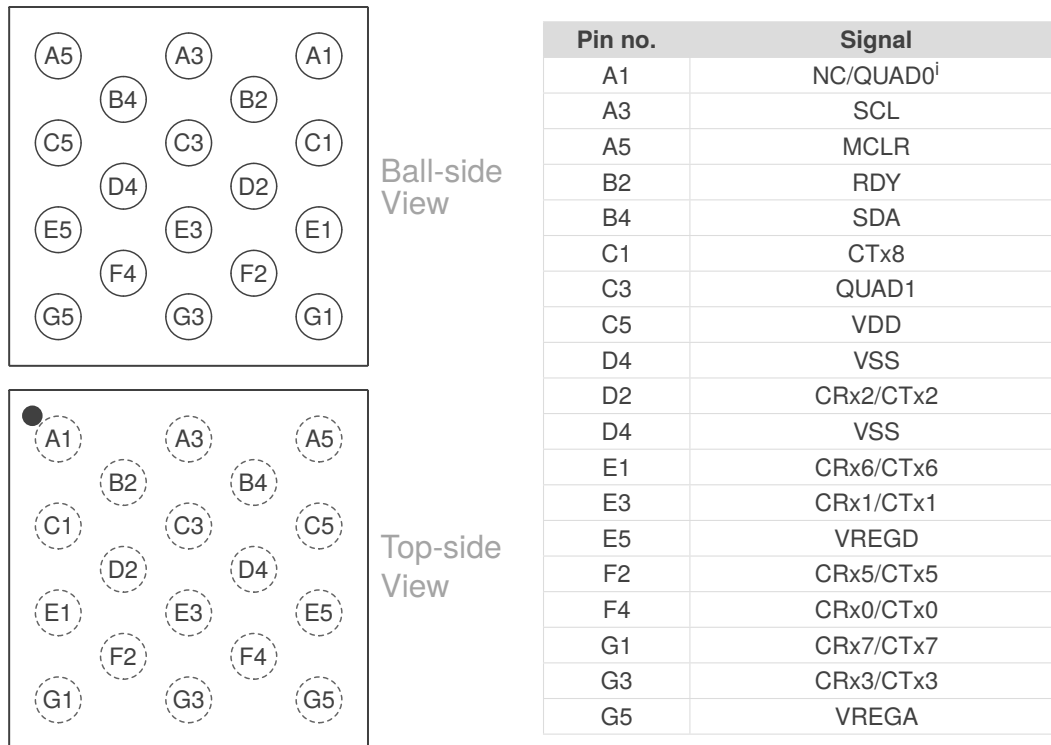 A5 A3 A1
B4 B2
C5 C3 C1
D4 D2
E5 E3 E1
F4 F2
G5 G3 G1
Ball-side
View
A1 A3 A5
B2 B4
C1 C3 C5
D2 D4
E1 E3 E5
F2 F4
G1 G3 G5
Top-side
View
Pin no. Signal
A1 NC/QUAD0ⁱ
A3 SCL
A5 MCLR
B2 RDY
B4 SDA
C1 CTx8
C3 QUAD1
C5 VDD
D4 VSS
D2 CRx2/CTx2
D4 VSS
E1 CRx6/CTx6
E3 CRx1/CTx1
E5 VREGD
F2 CRx5/CTx5
F4 CRx0/CTx0
G1 CRx7/CTx7
G3 CRx3/CTx3
G5 VREGA